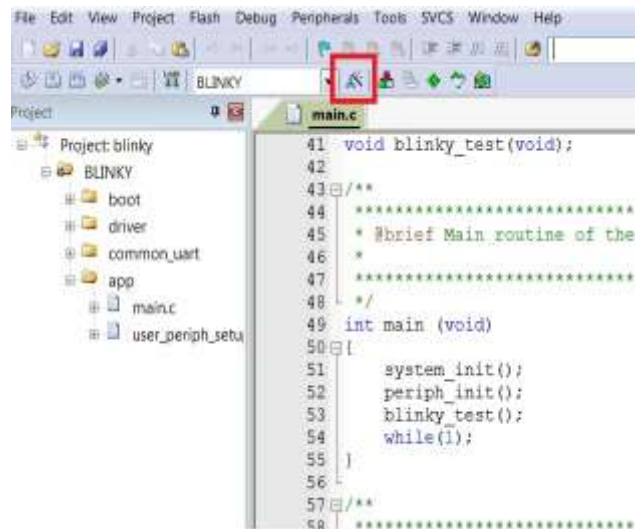 File Edit View Project Flash Debug Peripherals Tools SVCS Window Help
BLINKY
Project
main.c
Project: blinky
BLINKY
boot
driver
common_uart
app
main.c
user_periph_setu
41 void blinky_test(void);
42
43 /**
44 *****************************
45 * @brief Main routine of the
46 *
47 *****************************
48 */
49 int main (void)
50 {
51 system_init();
52 periph_init();
53 blinky_test();
54 while(1);
55 }
56
57 /**
58 *****************************